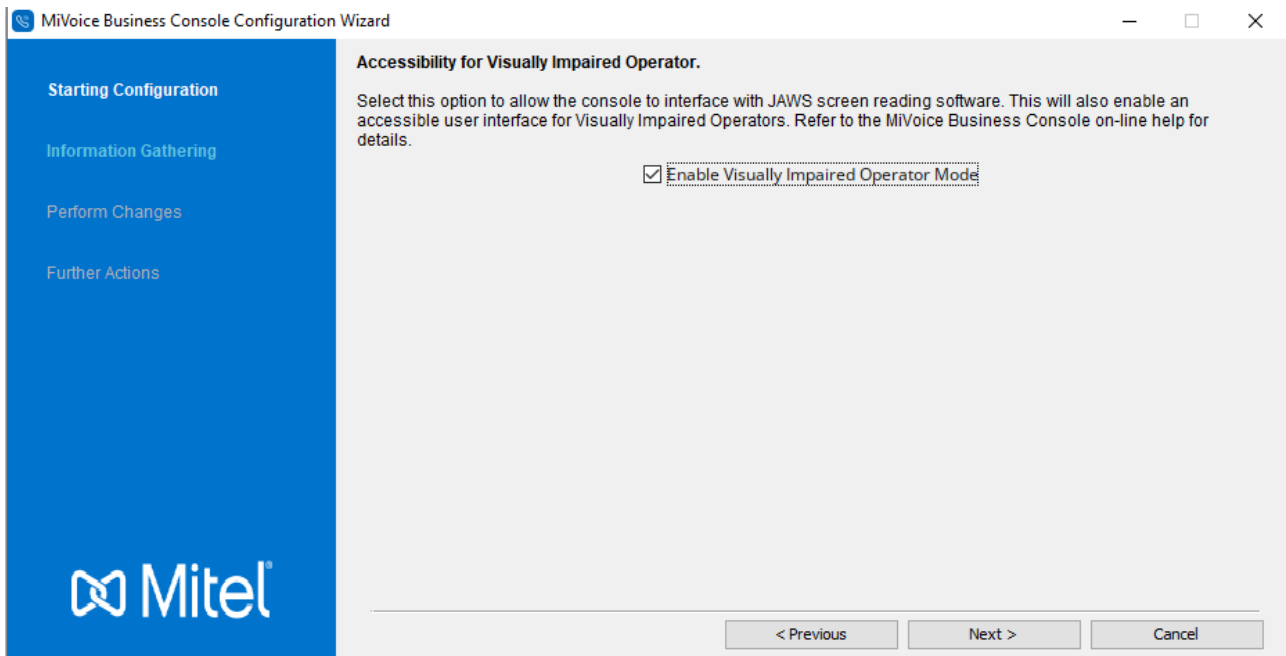 MiVoice Business Console Configuration Wizard
Starting Configuration
Information Gathering
Perform Changes
Further Actions
Mitel®
Accessibility for Visually Impaired Operator.
Select this option to allow the console to interface with JAWS screen reading software. This will also enable an
accessible user interface for Visually Impaired Operators. Refer to the MiVoice Business Console on-line help for
details.
Enable Visually Impaired Operator Mode
< Previous
Next >
Cancel